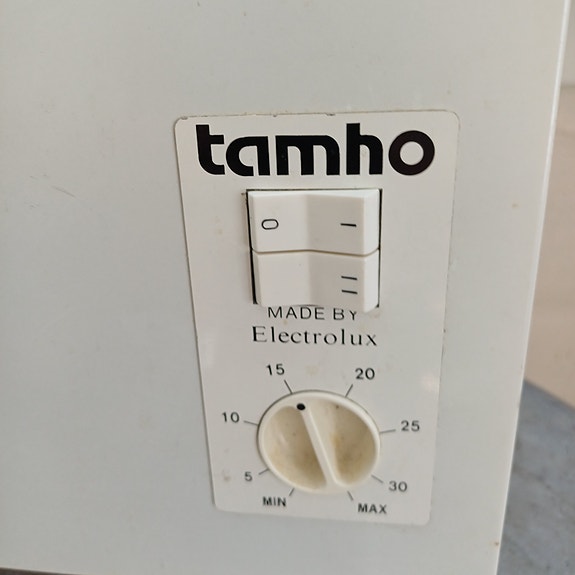 tamho
0 I
II
MADE BY
Electrolux
15 20
10 25
5 30
MIN MAX